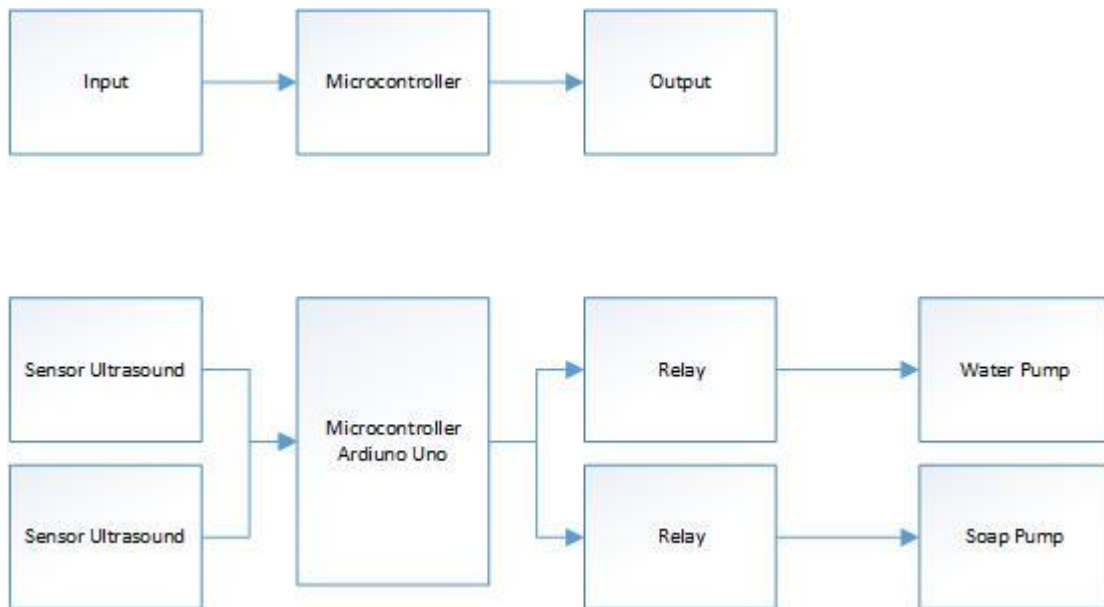 Input
Microcontroller
Output
Sensor Ultrasound
Microcontroller
Ardiuno Uno
Relay
Water Pump
Sensor Ultrasound
Relay
Soap Pump